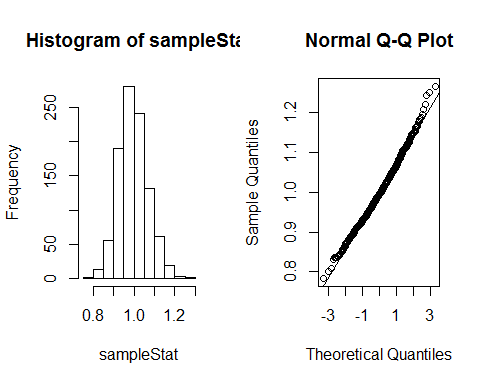 Histogram of sampleSta
Frequency
0
50
150
250
0.8
1.0
1.2
sampleStat
Normal Q-Q Plot
Sample Quantiles
0.8
0.9
1.0
1.1
1.2
-3
-1
1
3
Theoretical Quantiles